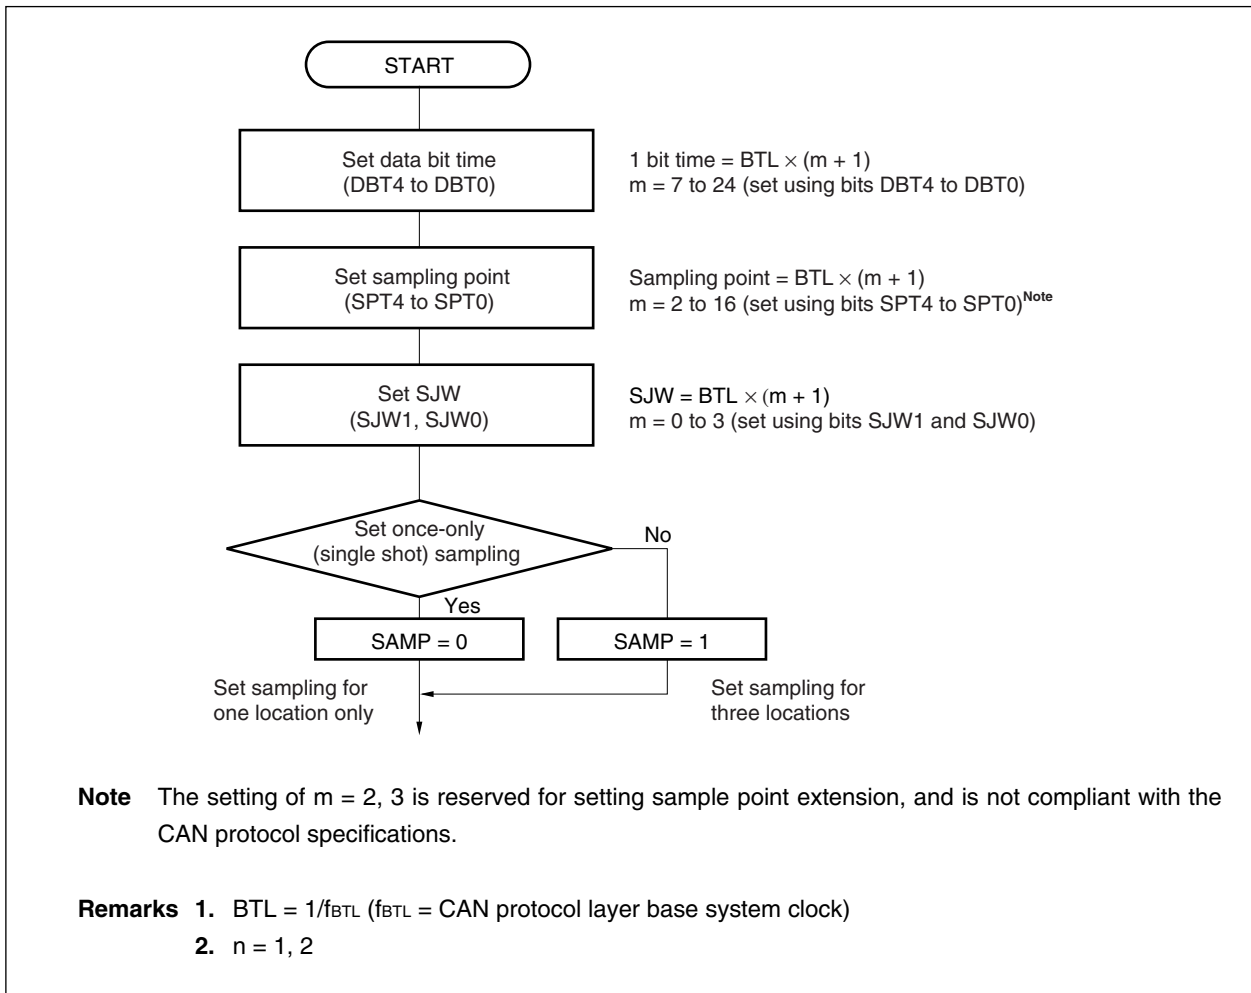 START
Set data bit time
(DBT4 to DBT0)
1 bit time = BTL × (m + 1)
m = 7 to 24 (set using bits DBT4 to DBT0)
Set sampling point
(SPT4 to SPT0)
Sampling point = BTL × (m + 1)
m = 2 to 16 (set using bits SPT4 to SPT0)Note
Set SJW
(SJW1, SJW0)
SJW = BTL × (m + 1)
m = 0 to 3 (set using bits SJW1 and SJW0)
Set once-only
(single shot) sampling
No
Yes
SAMP = 0
SAMP = 1
Set sampling for
one location only
Set sampling for
three locations
Note The setting of m = 2, 3 is reserved for setting sample point extension, and is not compliant with the
CAN protocol specifications.
Remarks 1. BTL = 1/fBTL (fBTL = CAN protocol layer base system clock)
2. n = 1, 2